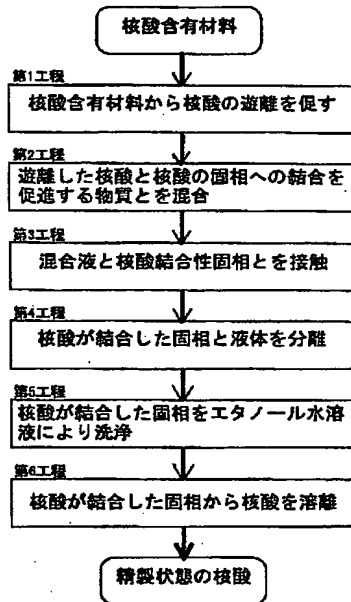 核酸含有材料
第1工程
核酸含有材料から核酸の遊離を促す
第2工程
遊離した核酸と核酸の固相への結合を
促進する物質とを混合
第3工程
混合液と核酸結合性固相とを接触
第4工程
核酸が結合した固相と液体を分離
第5工程
核酸が結合した固相をエタノール水溶
液により洗浄
第6工程
核酸が結合した固相から核酸を溶離
精製状態の核酸